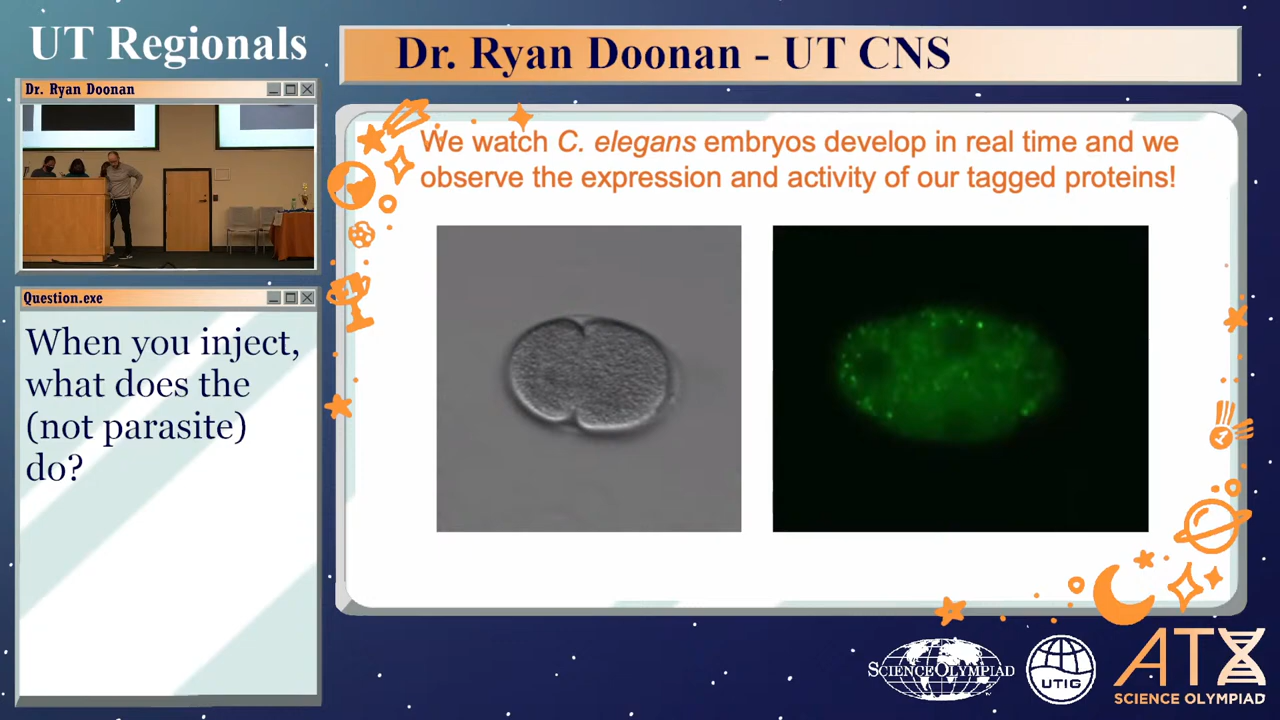 UT Regionals
Dr. Ryan Doonan - UT CNS
Dr. Ryan Doonan
We watch C. elegans embryos develop in real time and we
observe the expression and activity of our tagged proteins!
Question.exe
When you inject,
what does the
(not parasite)
do?
1
SCIENCE OLYMPIAD
UTIG
ATX
SCIENCE OLYMPIAD